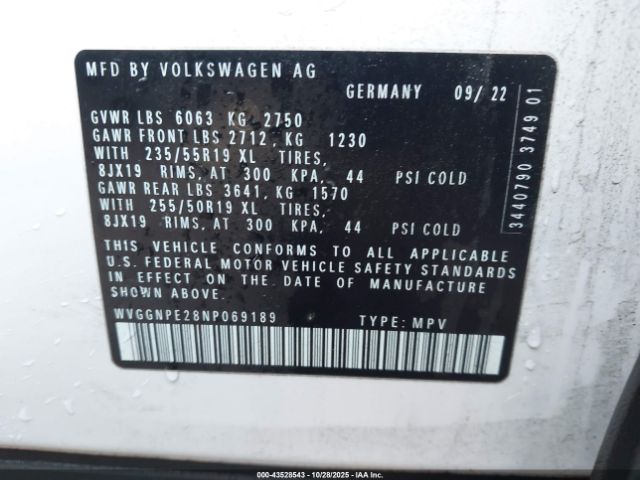 MFD BY VOLKSWAGEN AG
GERMANY 09/ 22
GVWR LBS 6063 KG 2750
GAWR FRONT LBS 2712, KG 1230
WITH 235/55R19 XL TIRES,
8JX19 RIMS, AT 300 KPA, 44 PSI COLD
GAWR REAR LBS 3641, KG 1570
WITH 255/50R19 XL TIRES,
8JX19 RIMS, AT 300 KPA, 44 PSI COLD
THIS VEHICLE CONFORMS TO ALL APPLICABLE
U.S. FEDERAL MOTOR VEHICLE SAFETY STANDARDS
IN EFFECT ON THE DATE OF MANUFACTURE
SHOWN ABOVE.
WVGGNPE28NP069189 TYPE: MPV
3440790 3749 01
000-43528543 | 10/28/2025 | IAAI, Inc.